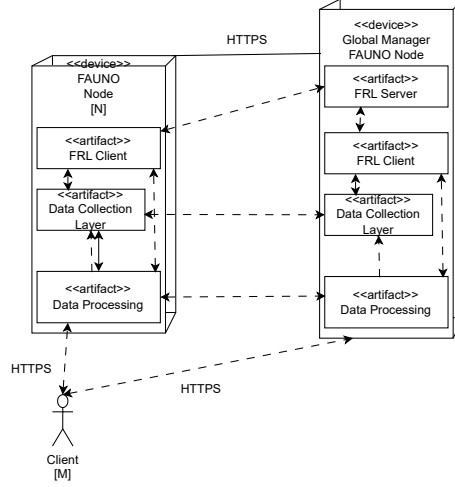 HTTPS
<<device>>
FAUNO
Node
[N]
<<artifact>>
FRL Client
<<artifact>>
Data Collection
Layer
<<artifact>>
Data Processing
<<device>>
Global Manager
FAUNO Node
<<artifact>>
FRL Server
<<artifact>>
FRL Client
<<artifact>>
Data Collection
Layer
<<artifact>>
Data Processing
HTTPS
HTTPS
Client
[M]